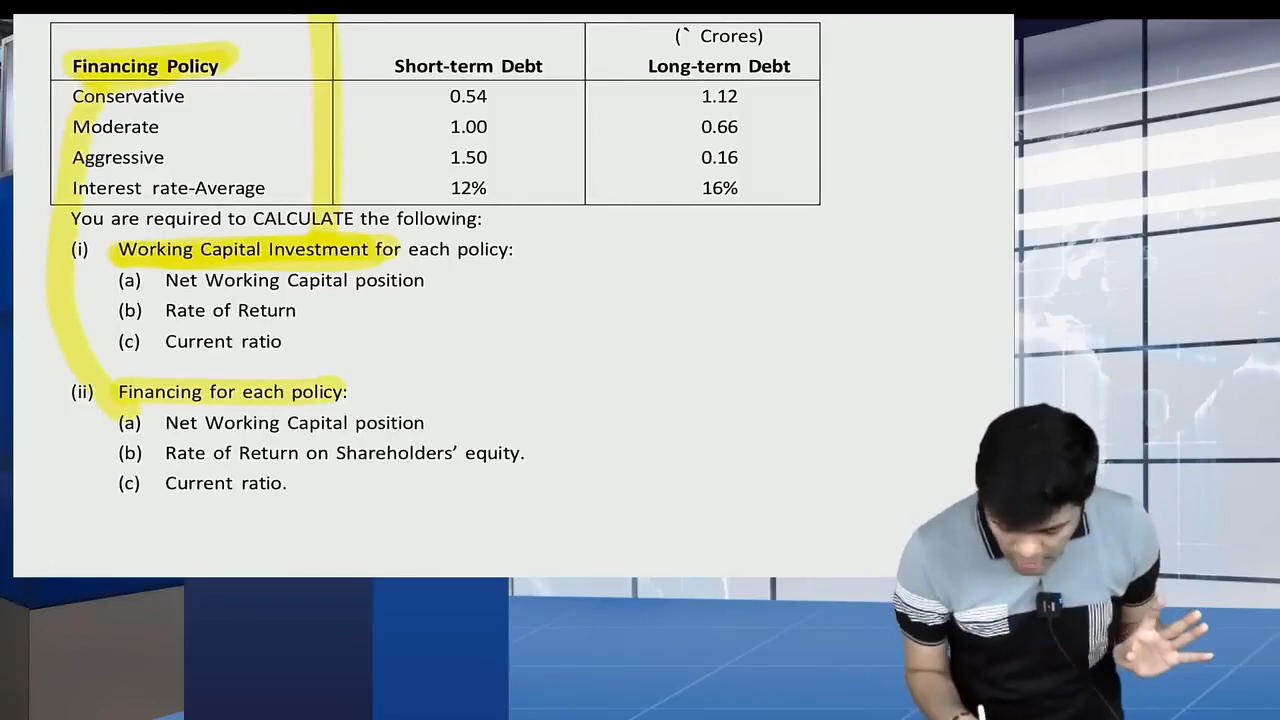 (` Crores)
Financing Policy Short-term Debt Long-term Debt
Conservative 0.54 1.12
Moderate 1.00 0.66
Aggressive 1.50 0.16
Interest rate-Average 12% 16%
You are required to CALCULATE the following:
(i) Working Capital Investment for each policy:
(a) Net Working Capital position
(b) Rate of Return
(c) Current ratio
(ii) Financing for each policy:
(a) Net Working Capital position
(b) Rate of Return on Shareholders’ equity.
(c) Current ratio.